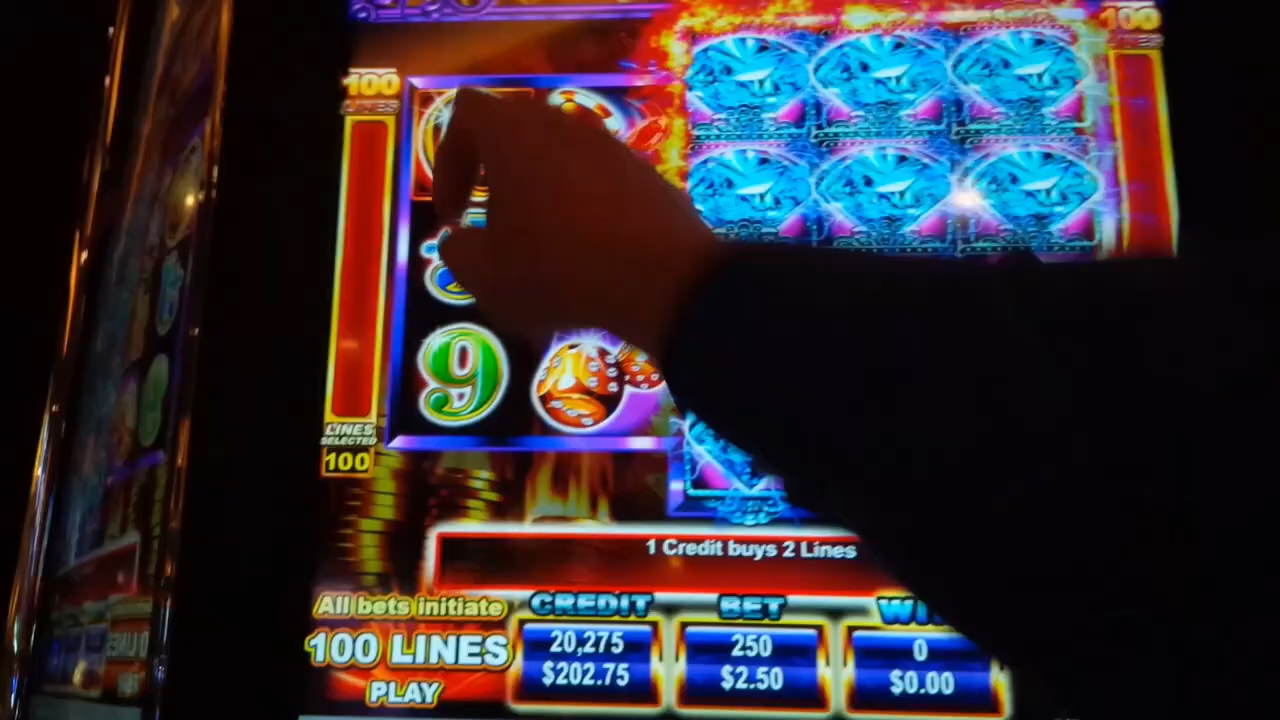 100
100
9
LINES
SELECTED
100
1 Credit buys 2 Lines
All bets initiate
100 LINES
PLAY
CREDIT
20,275
$202.75
BET
250
$2.50
0
$0.00